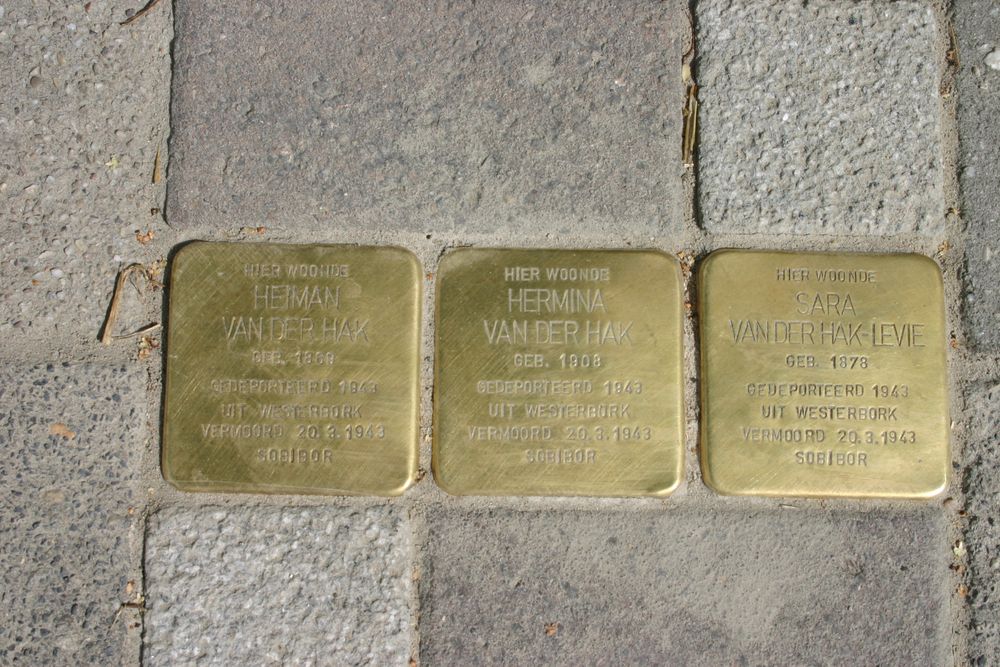 HIER WOONDE
HEIMAN
VAN DER HAK
GEB. 1869
GEDEPORTEERD 1943
UIT WESTERBORK
VERMOORD 20.3.1943
SOBIBOR
HIER WOONDE
HERMINA
VAN DER HAK
GEB. 1908
GEDEPORTEERD 1943
UIT WESTERBORK
VERMOORD 20.3.1943
SOBIBOR
HIER WOONDE
SARA
VAN DER HAK-LEVIE
GEB. 1878
GEDEPORTEERD 1943
UIT WESTERBORK
VERMOORD 20.3.1943
SOBIBOR